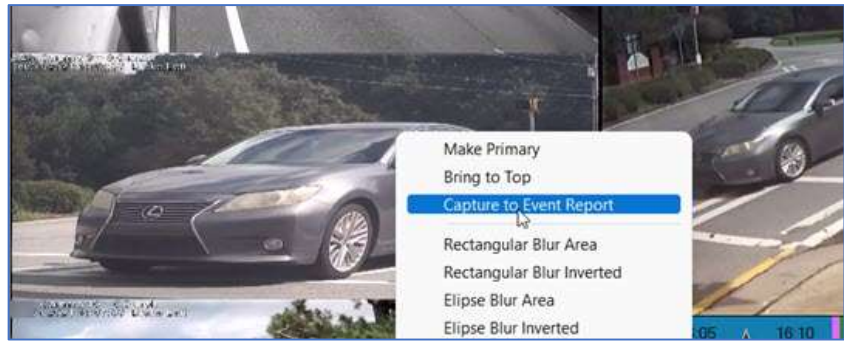 Make Primary
Bring to Top
Capture to Event Report
Rectangular Blur Area
Rectangular Blur Inverted
Elipse Blur Area
Elipse Blur Inverted
:05 16:10